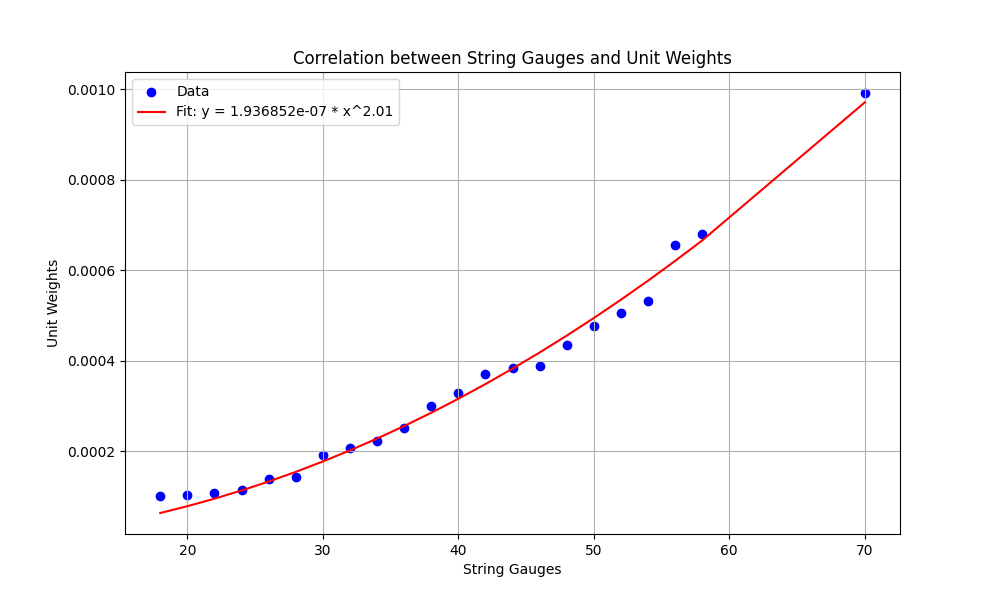 Correlation between String Gauges and Unit Weights
Data
Fit: y = 1.936852e-07 * x^2.01
0.0010
0.0008
0.0006
0.0004
0.0002
Unit Weights
20 30 40 50 60 70
String Gauges